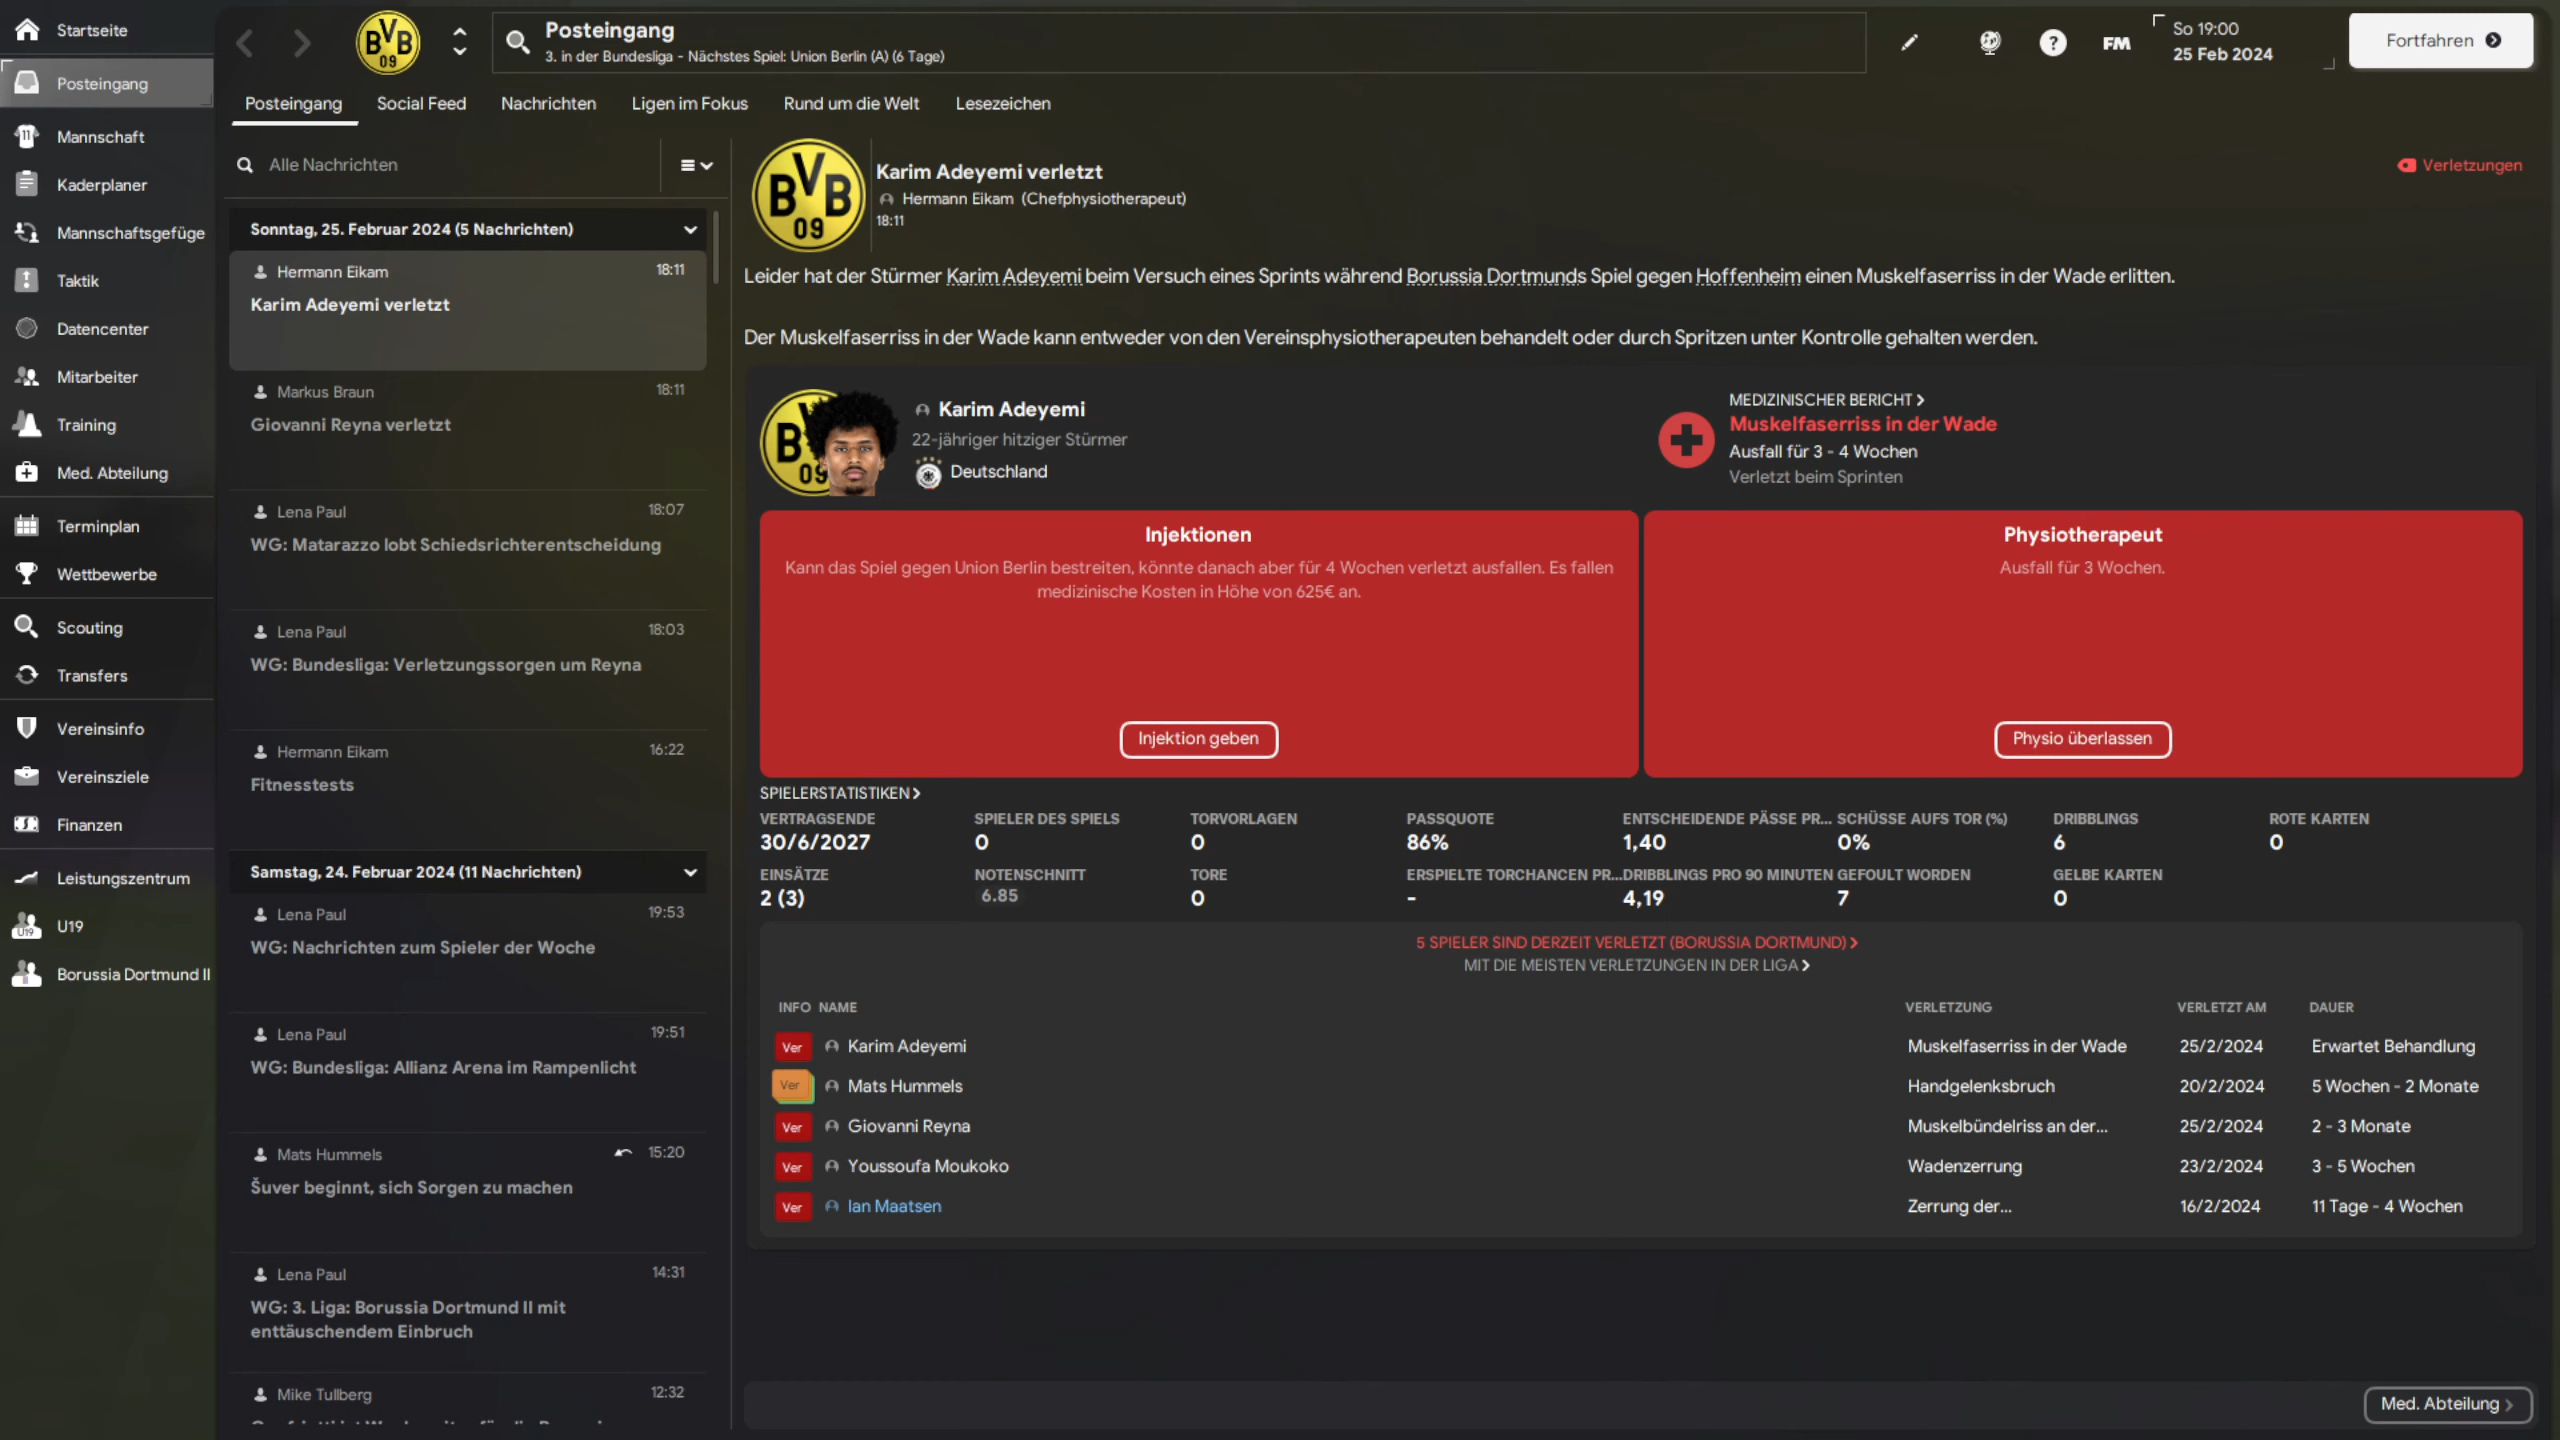 Startseite
Posteingang
Mannschaft
Kaderplaner
Mannschaftsgefüge
Taktik
Datencenter
Mitarbeiter
Training
Med. Abteilung
Terminplan
Wettbewerbe
Scouting
Transfers
Vereinsinfo
Vereinsziele
Finanzen
Leistungszentrum
U19
Borussia Dortmund II
BVB
09
Posteingang
3. in der Bundesliga - Nächstes Spiel: Union Berlin (A) (6 Tage)
FM
So 19:00
25 Feb 2024
Fortfahren
Posteingang Social Feed Nachrichten Ligen im Fokus Rund um die Welt Lesezeichen
Alle Nachrichten
Sonntag, 25. Februar 2024 (5 Nachrichten)
Hermann Eikam 18:11
Karim Adeyemi verletzt
Markus Braun 18:11
Giovanni Reyna verletzt
Lena Paul 18:07
WG: Matarazzo lobt Schiedsrichterentscheidung
Lena Paul 18:03
WG: Bundesliga: Verletzungssorgen um Reyna
Hermann Eikam 16:22
Fitnesstests
Samstag, 24. Februar 2024 (11 Nachrichten)
Lena Paul 19:53
WG: Nachrichten zum Spieler der Woche
Lena Paul 19:51
WG: Bundesliga: Allianz Arena im Rampenlicht
Mats Hummels 15:20
Šuver beginnt, sich Sorgen zu machen
Lena Paul 14:31
WG: 3. Liga: Borussia Dortmund II mit
enttäuschendem Einbruch
Mike Tullberg 12:32
BVB
09
Karim Adeyemi verletzt
Hermann Eikam (Chefphysiotherapeut)
18:11
Verletzungen
Leider hat der Stürmer Karim Adeyemi beim Versuch eines Sprints während Borussia Dortmunds Spiel gegen Hoffenheim einen Muskelfaserriss in der Wade erlitten.
Der Muskelfaserriss in der Wade kann entweder von den Vereinsphysiotherapeuten behandelt oder durch Spritzen unter Kontrolle gehalten werden.
Karim Adeyemi
22-jähriger hitziger Stürmer
Deutschland
MEDIZINISCHER BERICHT
Muskelfaserriss in der Wade
Ausfall für 3 - 4 Wochen
Verletzt beim Sprinten
Injektionen
Kann das Spiel gegen Union Berlin bestreiten, könnte danach aber für 4 Wochen verletzt ausfallen. Es fallen
medizinische Kosten in Höhe von 625€ an.
Injektion geben
Physiotherapeut
Ausfall für 3 Wochen.
Physio überlassen
SPIELERSTATISTIKEN
VERTRAGSENDE SPIELER DES SPIELS TORVORLAGEN PASSQUOTE ENTSCHEIDENDE PÄSSE PR... SCHÜSSE AUFS TOR (%) DRIBBLINGS ROTE KARTEN
30/6/2027 0 0 86% 1,40 0% 6 0
EINSÄTZE NOTENSCHNITT TORE ERSPIELTE TORCHANCEN PR... DRIBBLINGS PRO 90 MINUTEN GEFOULT WORDEN GELBE KARTEN
2 (3) 6.85 0 - 4,19 7 0
5 SPIELER SIND DERZEIT VERLETZT (BORUSSIA DORTMUND)
MIT DIE MEISTEN VERLETZUNGEN IN DER LIGA
INFO NAME VERLETZUNG VERLETZT AM DAUER
Ver Karim Adeyemi Muskelfaserriss in der Wade 25/2/2024 Erwartet Behandlung
Ver Mats Hummels Handgelenksbruch 20/2/2024 5 Wochen - 2 Monate
Ver Giovanni Reyna Muskelbündelriss an der... 25/2/2024 2 - 3 Monate
Ver Youssoufa Moukoko Wadenzerrung 23/2/2024 3 - 5 Wochen
Ver Ian Maatsen Zerrung der... 16/2/2024 11 Tage - 4 Wochen
Med. Abteilung